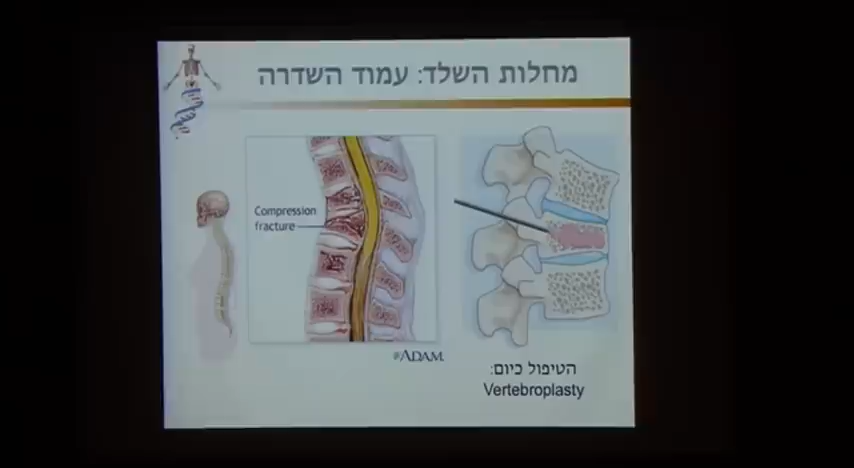 מחלות השלד: עמוד השדרה
Compression
fracture
ADAM
הטיפול כיום:
Vertebroplasty